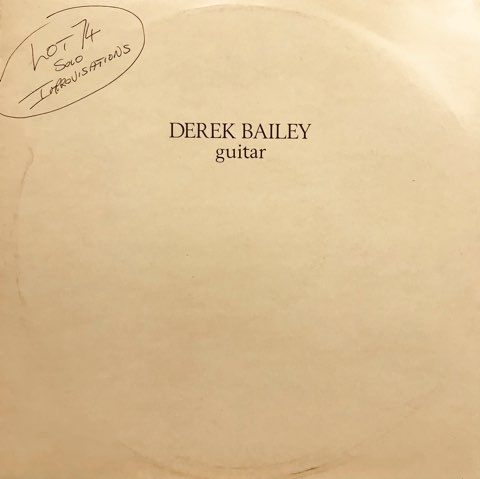 LOT 74
SOLO
IMPROVISATIONS
DEREK BAILEY
guitar